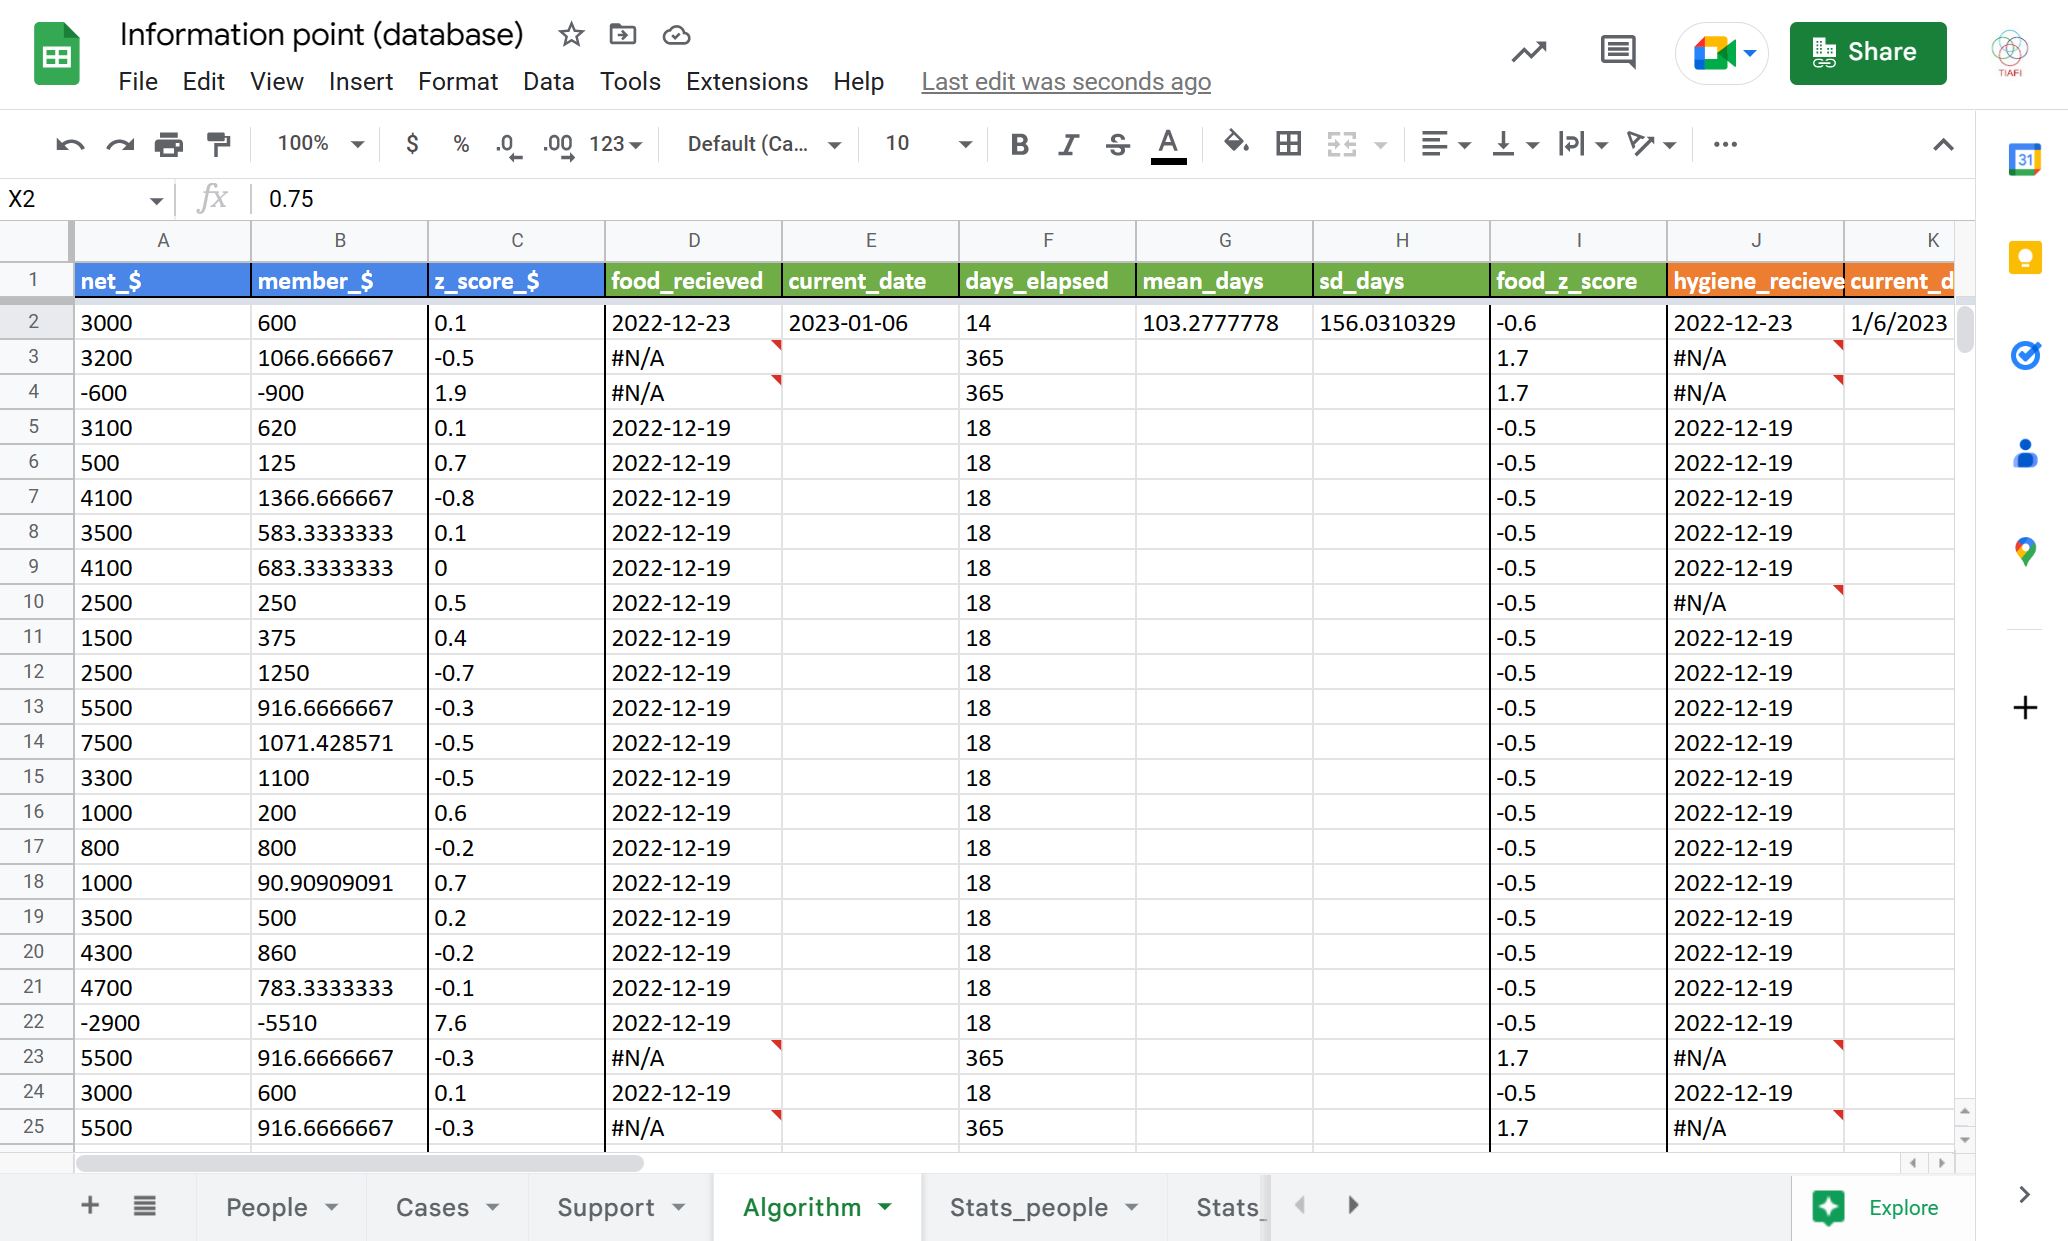 Information point (database)
File Edit View Insert Format Data Tools Extensions Help Last edit was seconds ago
Share
TIAFI
100% $ % .0 .00 123 Default (Ca... 10 B I S A
31
X2 fx 0.75
A B C D E F G H I J K
1 net_$ member_$ z_score_$ food_recieved current_date days_elapsed mean_days sd_days food_z_score hygiene_recieve current_d
2 3000 600 0.1 2022-12-23 2023-01-06 14 103.2777778 156.0310329 -0.6 2022-12-23 1/6/2023
3 3200 1066.666667 -0.5 #N/A 365 1.7 #N/A
4 -600 -900 1.9 #N/A 365 1.7 #N/A
5 3100 620 0.1 2022-12-19 18 -0.5 2022-12-19
6 500 125 0.7 2022-12-19 18 -0.5 2022-12-19
7 4100 1366.666667 -0.8 2022-12-19 18 -0.5 2022-12-19
8 3500 583.3333333 0.1 2022-12-19 18 -0.5 2022-12-19
9 4100 683.3333333 0 2022-12-19 18 -0.5 2022-12-19
10 2500 250 0.5 2022-12-19 18 -0.5 #N/A
11 1500 375 0.4 2022-12-19 18 -0.5 2022-12-19
12 2500 1250 -0.7 2022-12-19 18 -0.5 2022-12-19
13 5500 916.6666667 -0.3 2022-12-19 18 -0.5 2022-12-19
14 7500 1071.428571 -0.5 2022-12-19 18 -0.5 2022-12-19
15 3300 1100 -0.5 2022-12-19 18 -0.5 2022-12-19
16 1000 200 0.6 2022-12-19 18 -0.5 2022-12-19
17 800 800 -0.2 2022-12-19 18 -0.5 2022-12-19
18 1000 90.90909091 0.7 2022-12-19 18 -0.5 2022-12-19
19 3500 500 0.2 2022-12-19 18 -0.5 2022-12-19
20 4300 860 -0.2 2022-12-19 18 -0.5 2022-12-19
21 4700 783.3333333 -0.1 2022-12-19 18 -0.5 2022-12-19
22 -2900 -5510 7.6 2022-12-19 18 -0.5 2022-12-19
23 5500 916.6666667 -0.3 #N/A 365 1.7 #N/A
24 3000 600 0.1 2022-12-19 18 -0.5 2022-12-19
25 5500 916.6666667 -0.3 #N/A 365 1.7 #N/A
People Cases Support Algorithm Stats_people Stats_ Explore